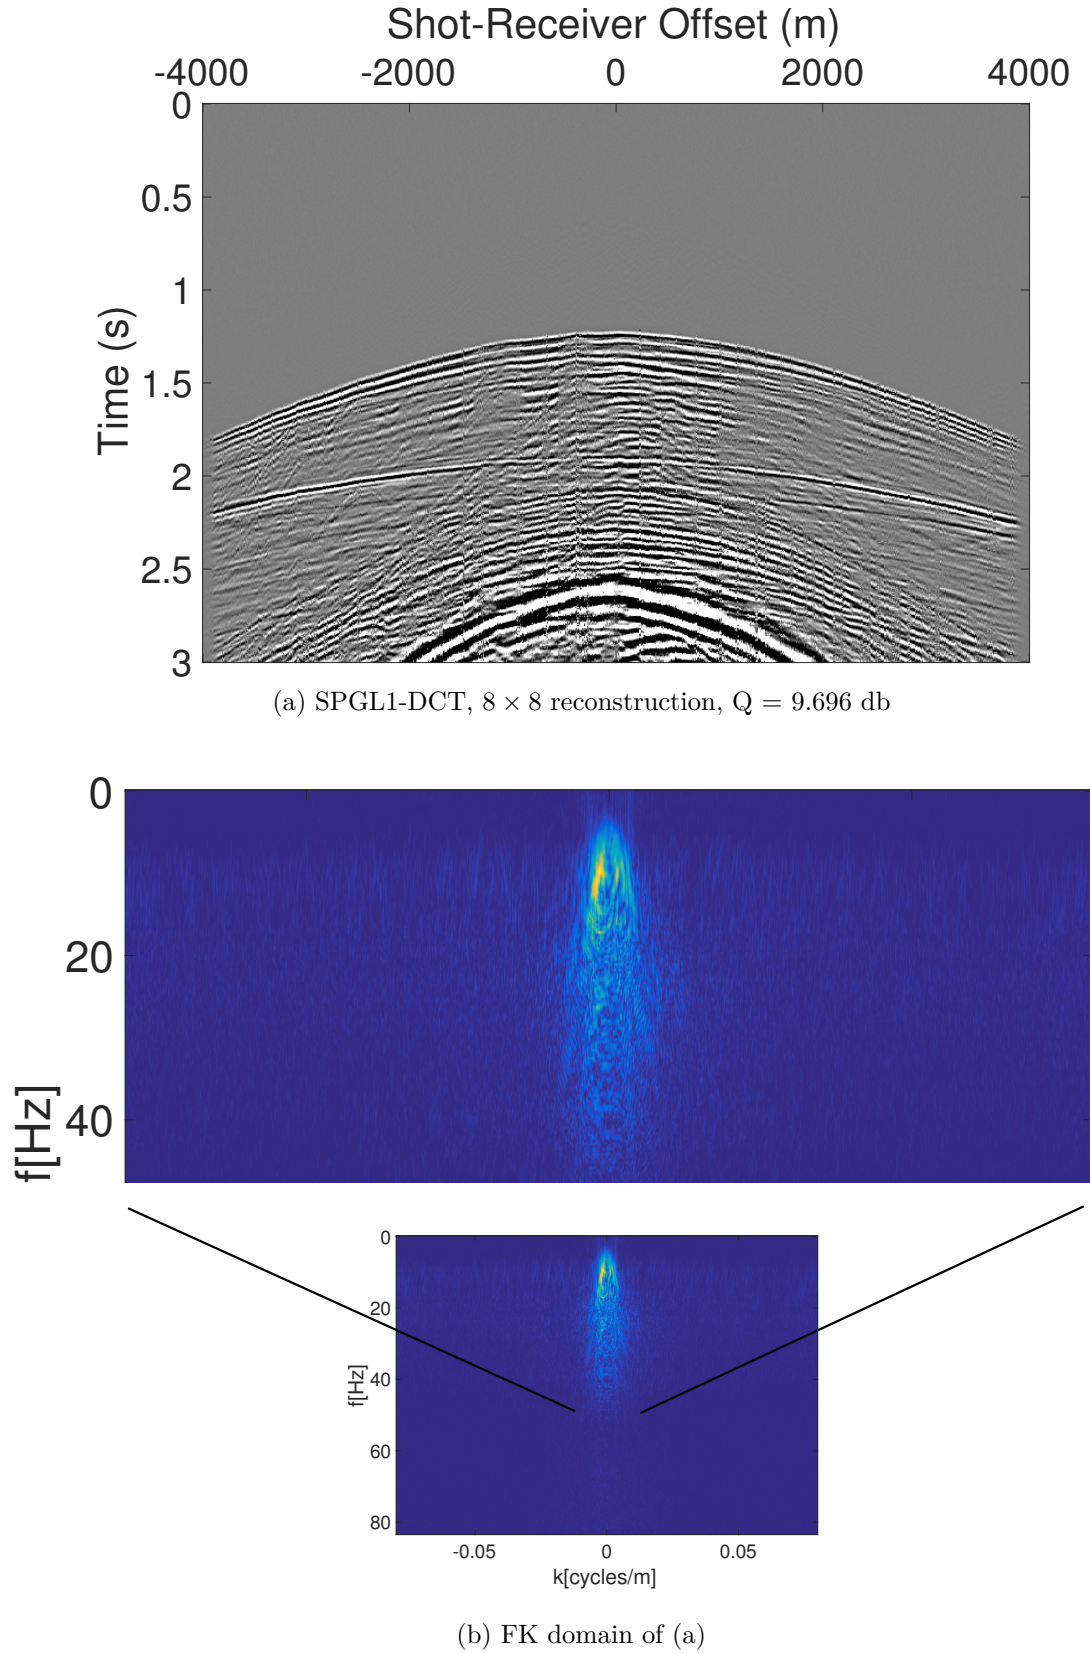 Shot-Receiver Offset (m)
-4000 -2000 0 2000 4000
0
0.5
1
1.5
2
2.5
3
Time (s)
(a) SPGL1-DCT, 8 × 8 reconstruction, Q = 9.696 db
0
20
40
f[Hz]
0
20
40
60
80
f[Hz]
-0.05 0 0.05
k[cycles/m]
(b) FK domain of (a)